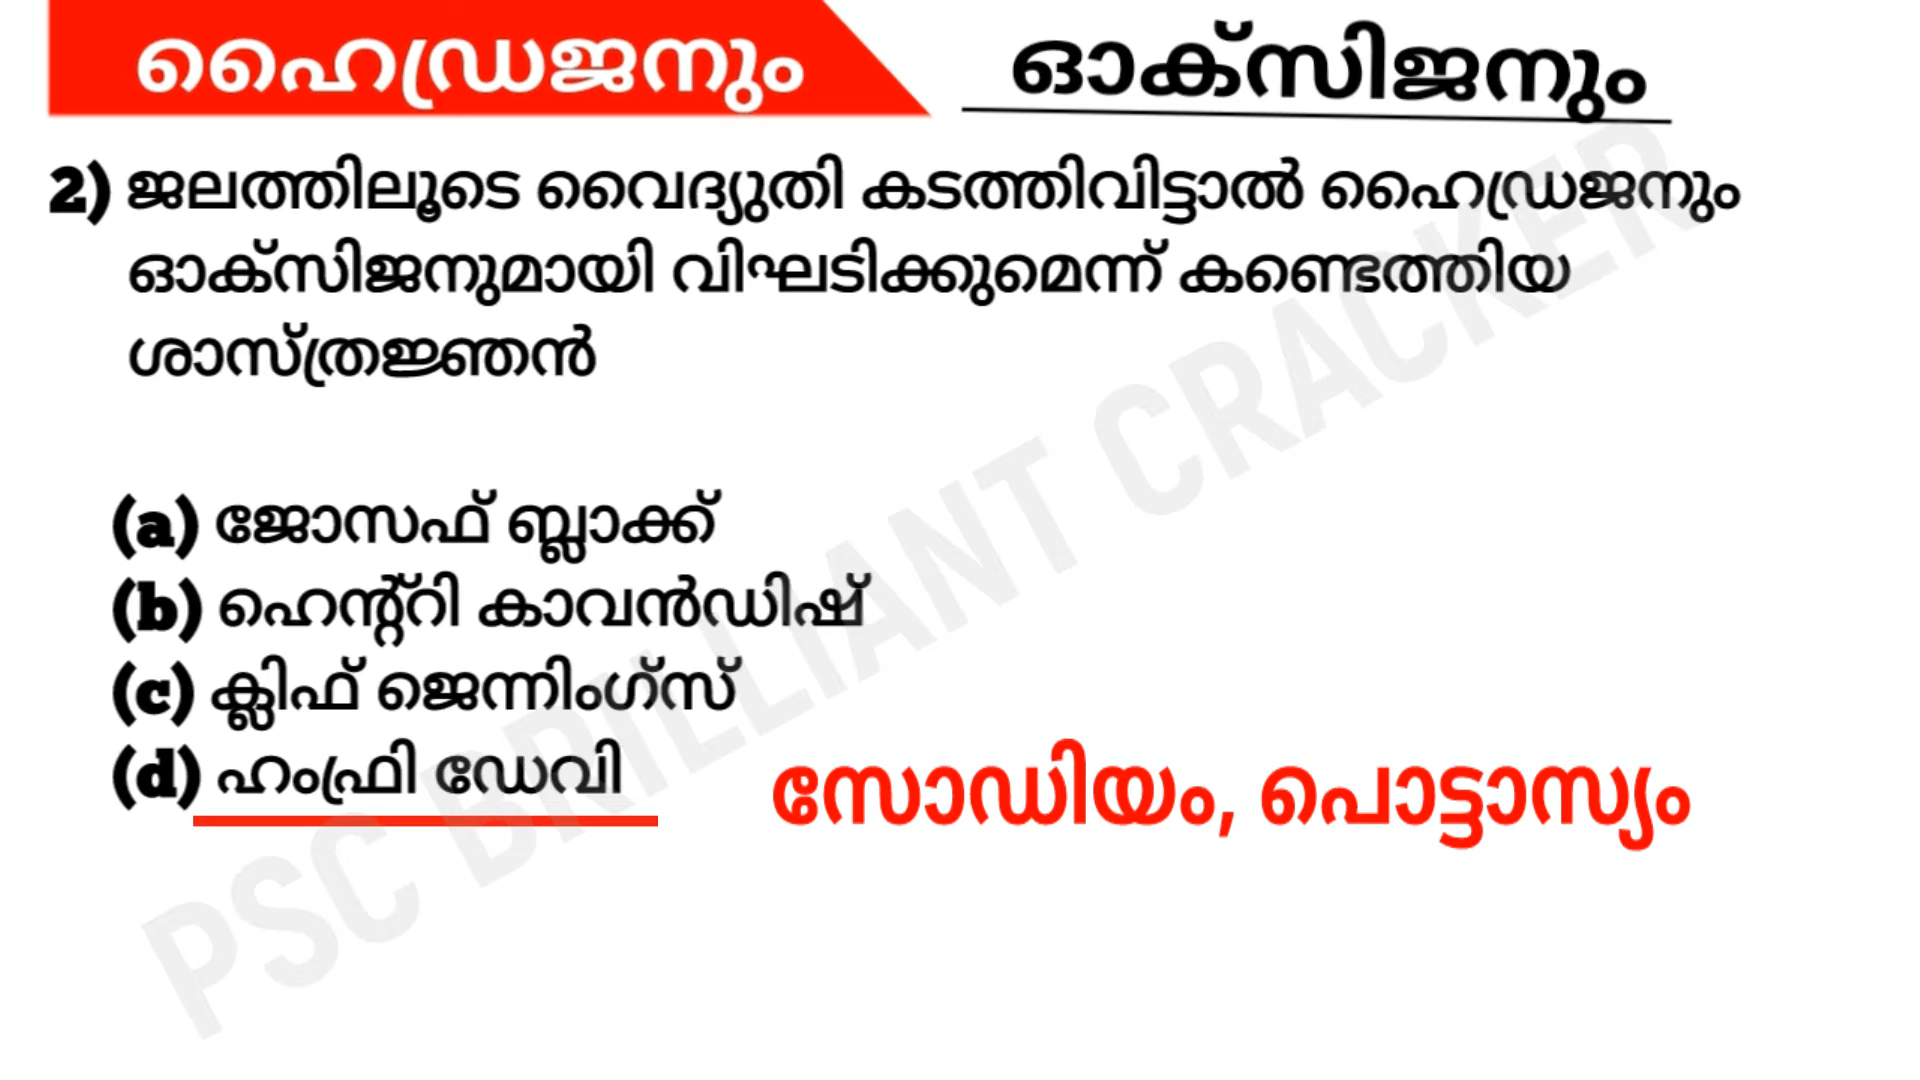 ഹൈഡ്രജനും ഓക്സിജനും
2) ജലത്തിലൂടെ വൈദ്യുതി കടത്തിവിട്ടാൽ ഹൈഡ്രജനും
ഓക്സിജനുമായി വിഘടിക്കുമെന്ന് കണ്ടെത്തിയ
ശാസ്ത്രജ്ഞൻ
(a) ജോസഫ് ബ്ലാക്ക്
(b) ഹെന്റ്റി കാവൻഡിഷ്
(c) ക്ലിഫ് ജെന്നിംഗ്സ്
(d) ഹംഫ്രി ഡേവി
സോഡിയം, പൊട്ടാസ്യം
PSC BRILLIANT CRACKER